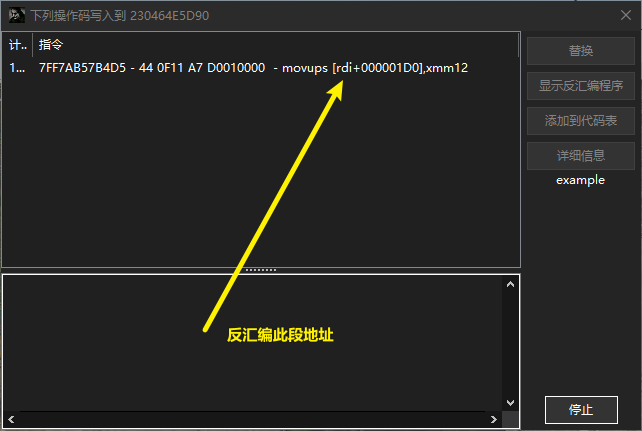 下列操作码写入到 230464E5D90
计..
指令
1...
7FF7AB57B4D5 - 44 0F11 A7 D0010000 - movups [rdi+000001D0],xmm12
替换
显示反汇编程序
添加到代码表
详细信息
example
反汇编此段地址
停止